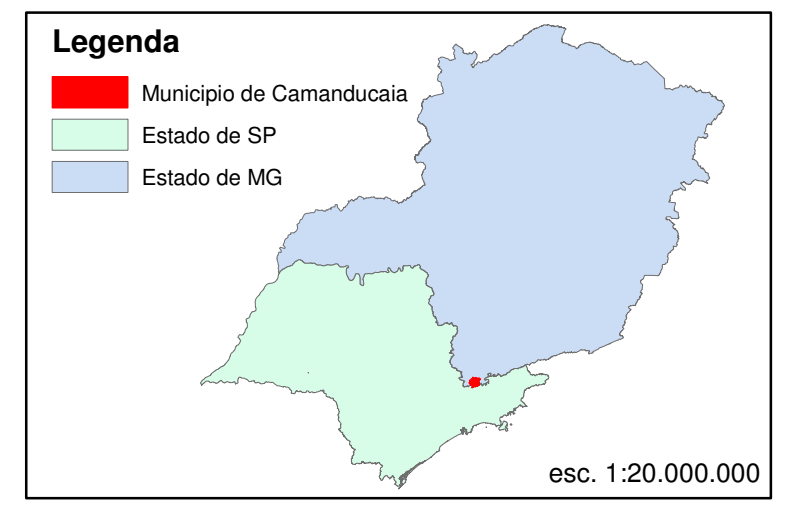 Legenda
Municipio de Camanducaia
Estado de SP
Estado de MG
esc. 1:20.000.000